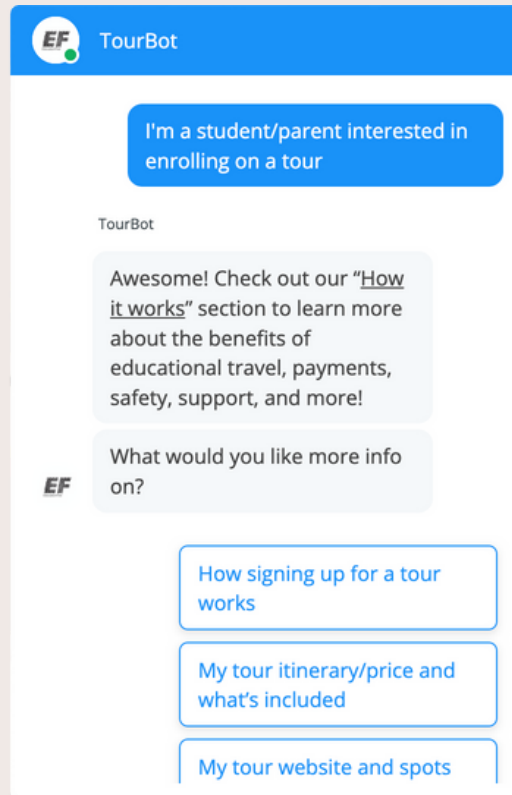 EF
TourBot
I'm a student/parent interested in
enrolling on a tour
TourBot
Awesome! Check out our “How
it works” section to learn more
about the benefits of
educational travel, payments,
safety, support, and more!
What would you like more info
on?
EF
How signing up for a tour
works
My tour itinerary/price and
what’s included
My tour website and spots